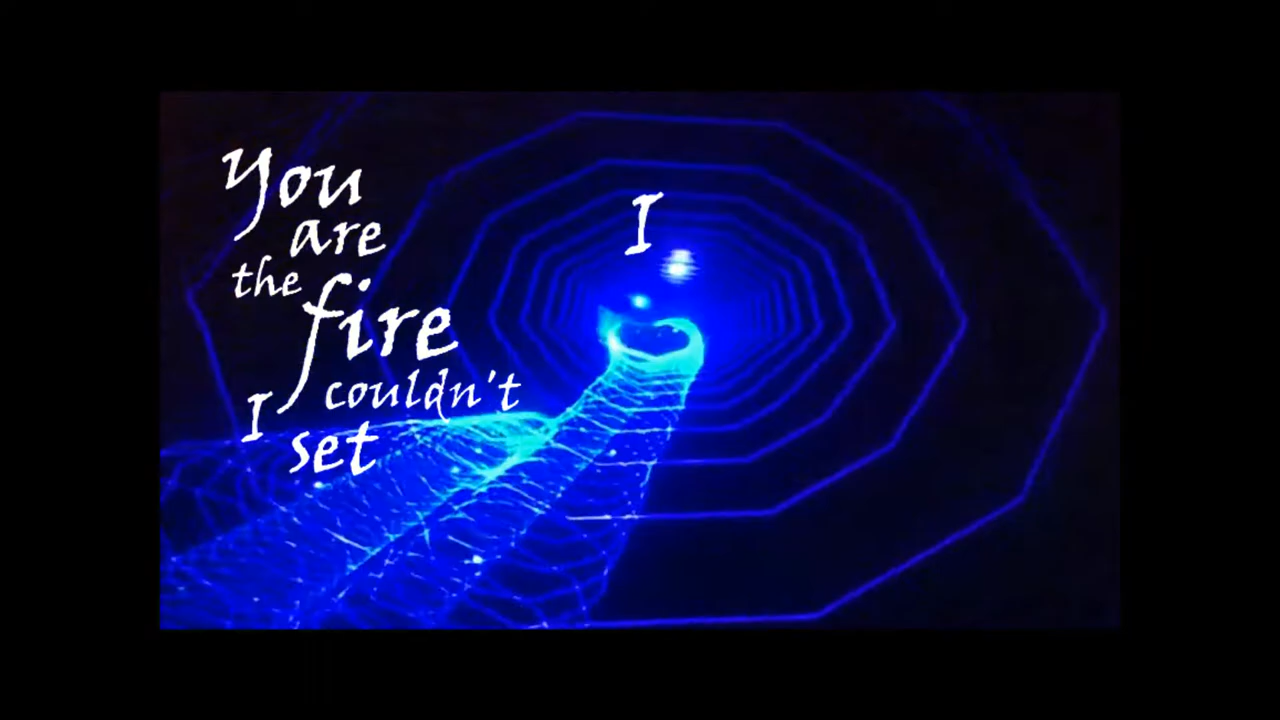 You
are
the
fire
I couldn't
set
I